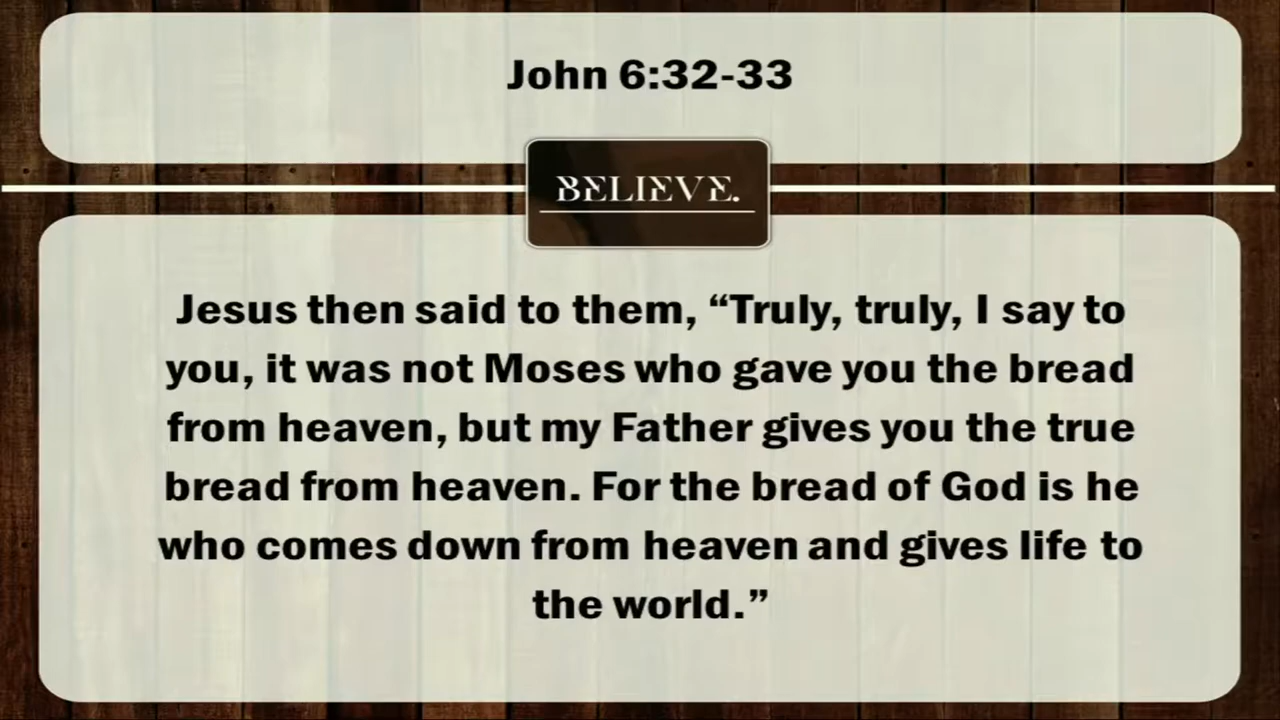 John 6:32-33
BELIEVE.
Jesus then said to them, “Truly, truly, I say to
you, it was not Moses who gave you the bread
from heaven, but my Father gives you the true
bread from heaven. For the bread of God is he
who comes down from heaven and gives life to
the world.”